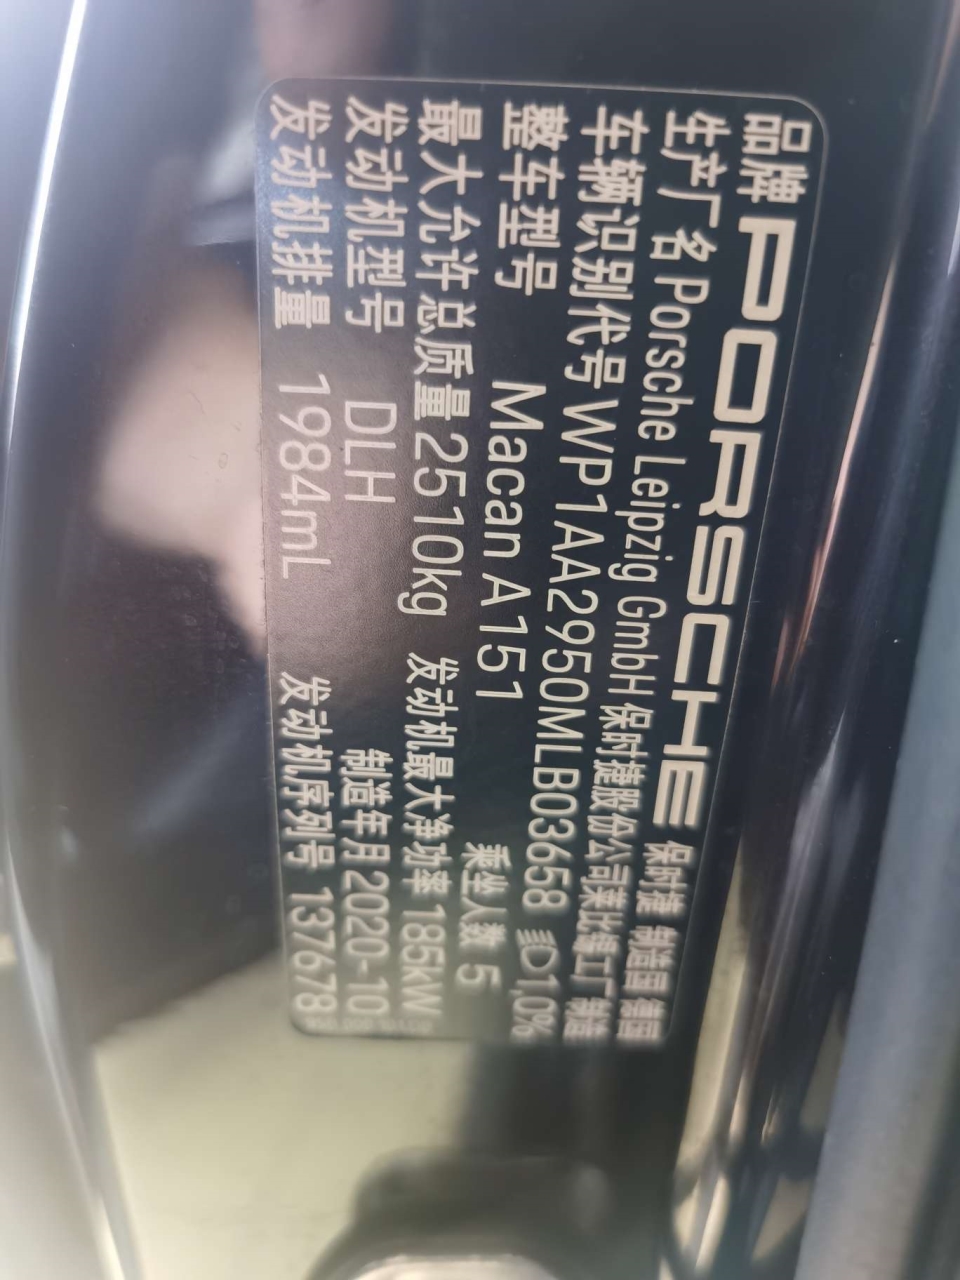 品牌 PORSCHE 保时捷 制造国 德国
生产厂名 Porsche Leipzig GmbH 保时捷股份公司莱比锡工厂 制造
车辆识别代号 WP1AA2950MLB03658 1,0%
整车型号 Macan A151 乘坐人数 5
最大允许总质量 2510kg 发动机最大净功率 185kW
发动机型号 DLH 制造年月 2020-10
发动机排量 1984mL 发动机序列号 137678